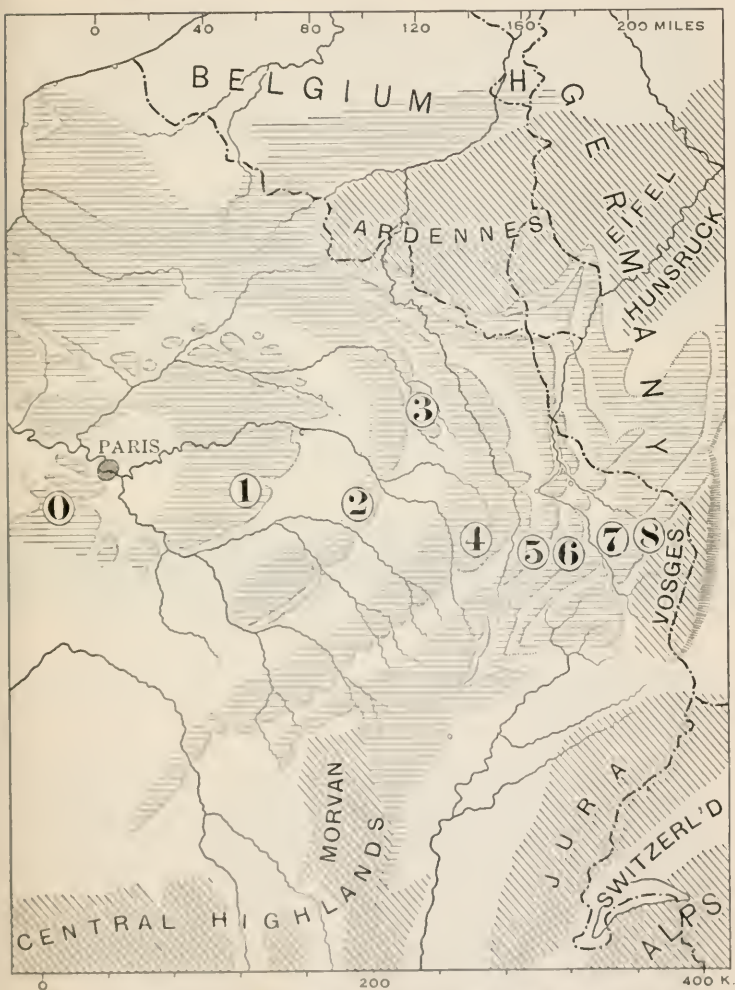 0 40 80 120 160 200 MILES
BELGIUM
H
GERMANY
ARDENNES
EIFEL
HUNSRUCK
3
PARIS
0
1
2
4
5
6
7
8
VOSGES
MORVAN
JURA
SWITZERL'D
CENTRAL HIGHLANDS
ALPS
0 200 400 K.